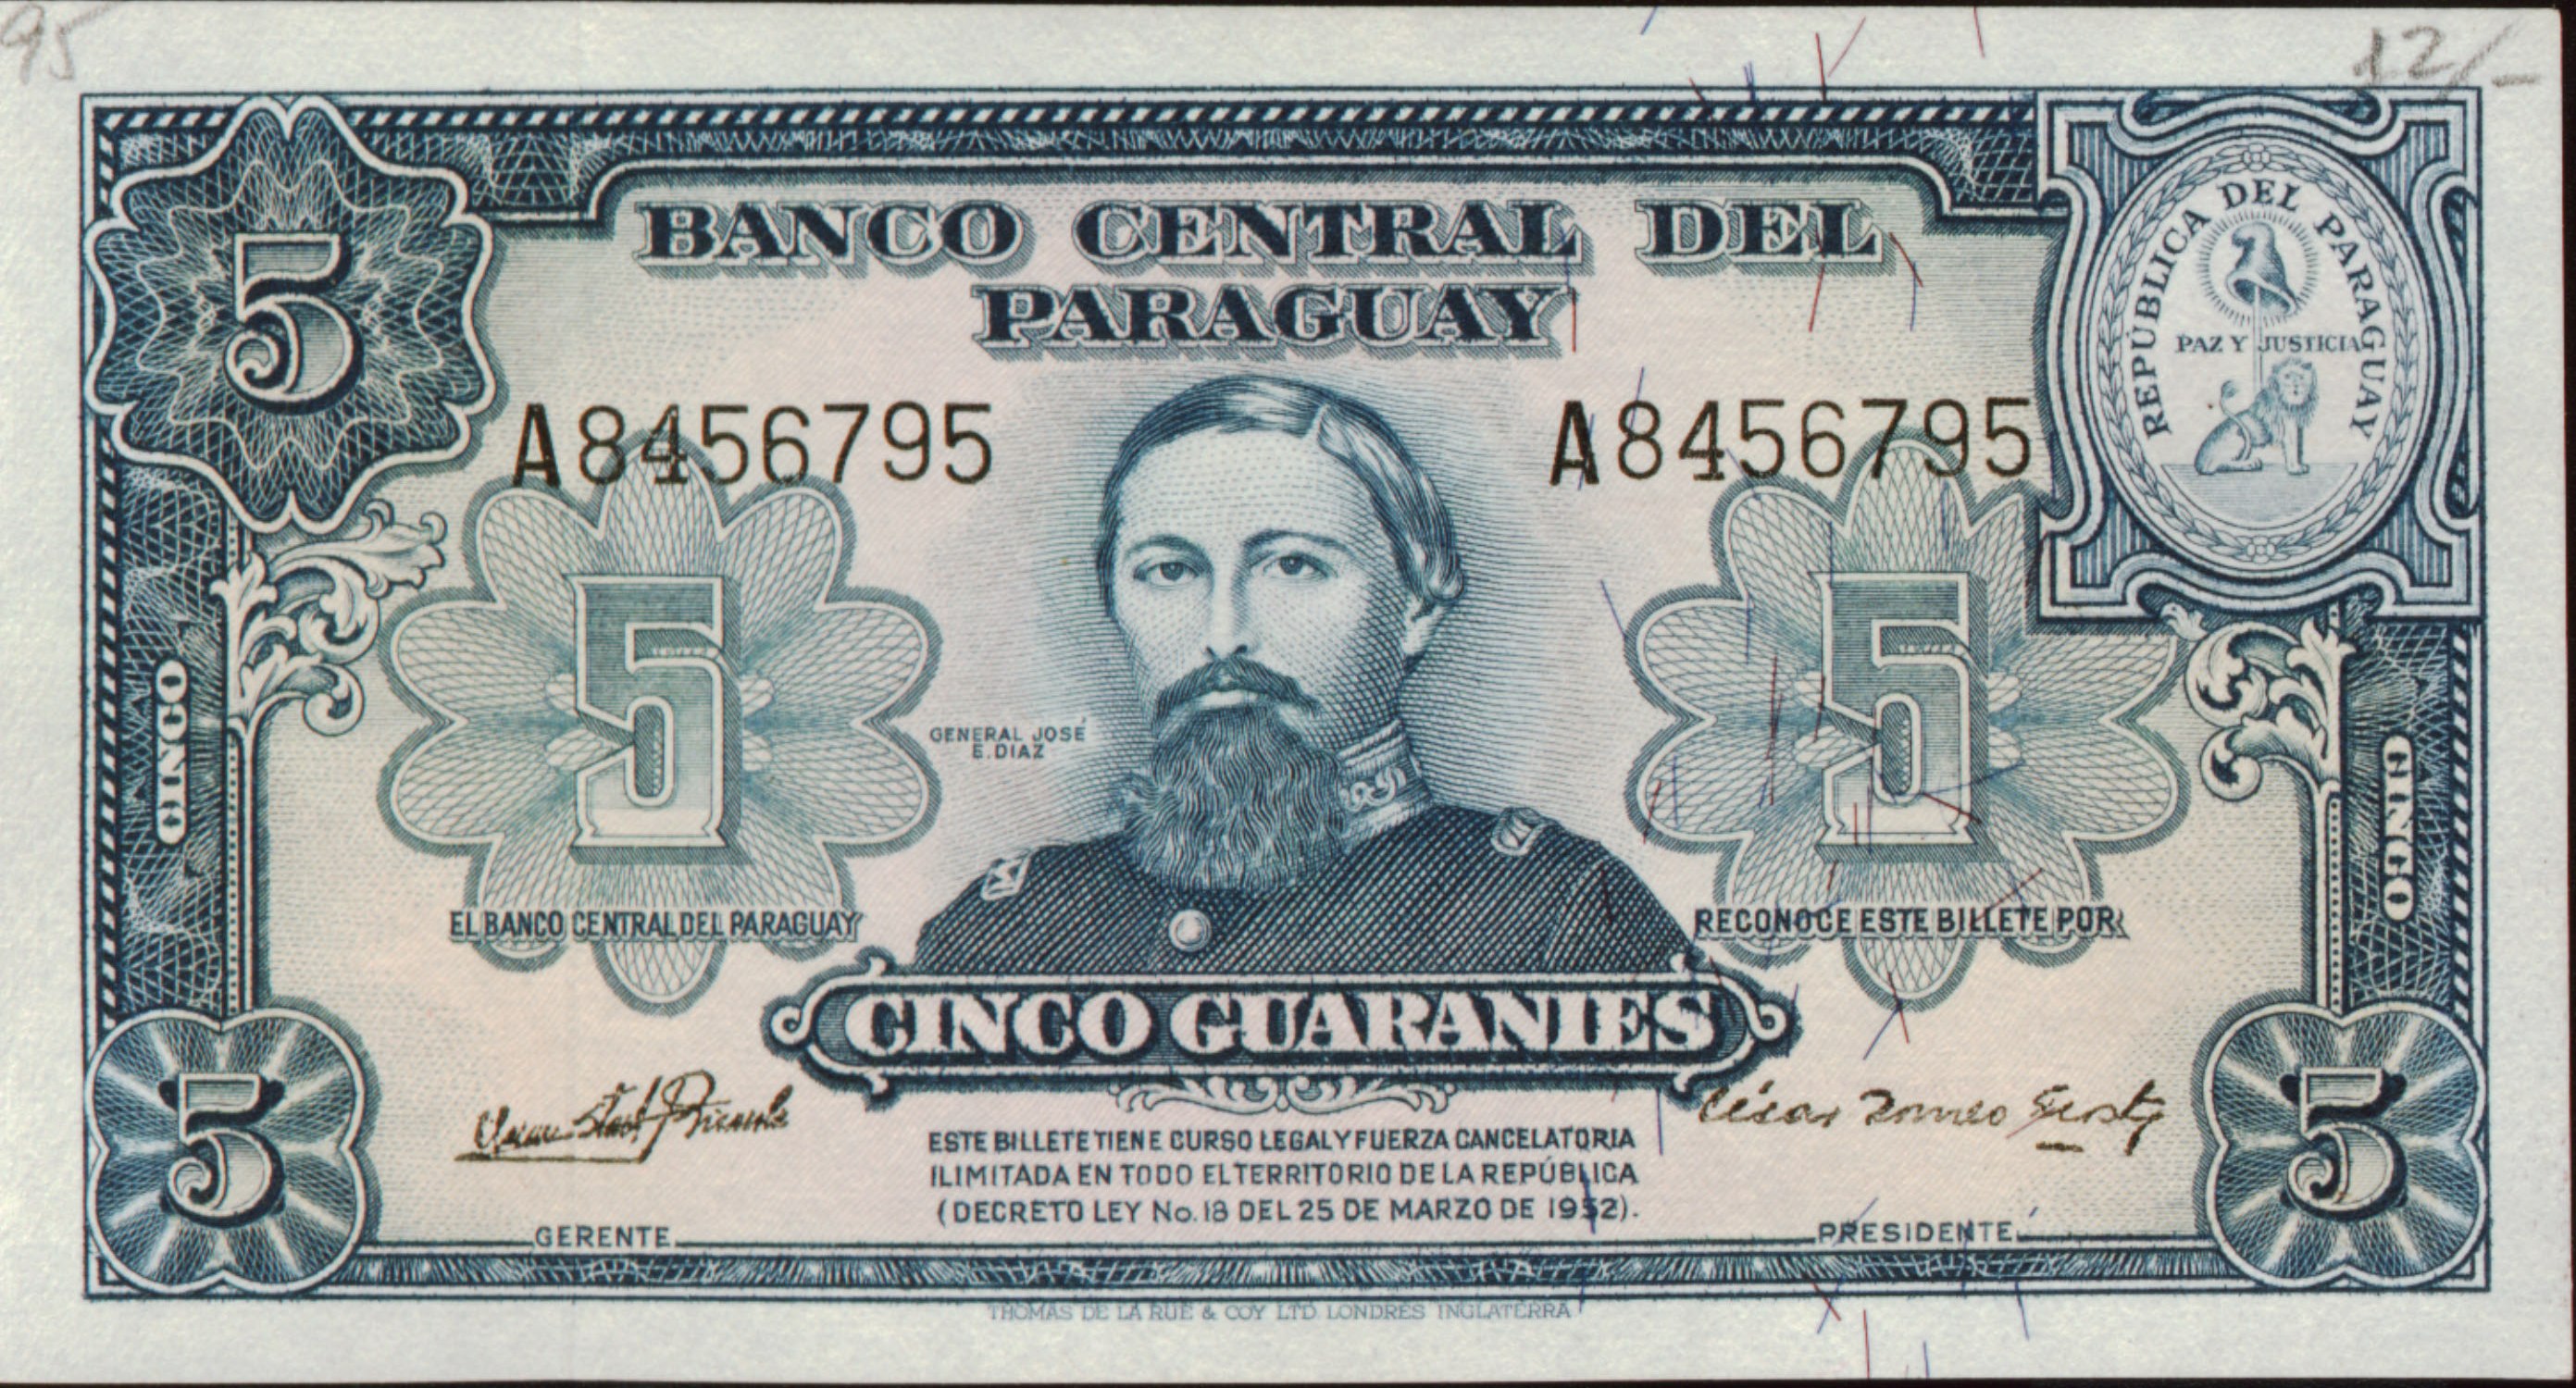 95
12/-
5
BANCO CENTRAL DEL
PARAGUAY
REPÚBLICA DEL PARAGUAY
PAZ Y JUSTICIA
A8456795
A8456795
5
5
CINCO
CINCO
GENERAL JOSÉ
E. DIAZ
EL BANCO CENTRAL DEL PARAGUAY
RECONOCE ESTE BILLETE POR
CINCO GUARANIES
5
5
César Romeo
ESTE BILLETE TIENE CURSO LEGAL Y FUERZA CANCELATORIA
ILIMITADA EN TODO EL TERRITORIO DE LA REPÚBLICA
(DECRETO LEY No. 18 DEL 25 DE MARZO DE 1952).
GERENTE
PRESIDENTE
THOMAS DE LA RUE & COY LTD LONDRES INGLATERRA